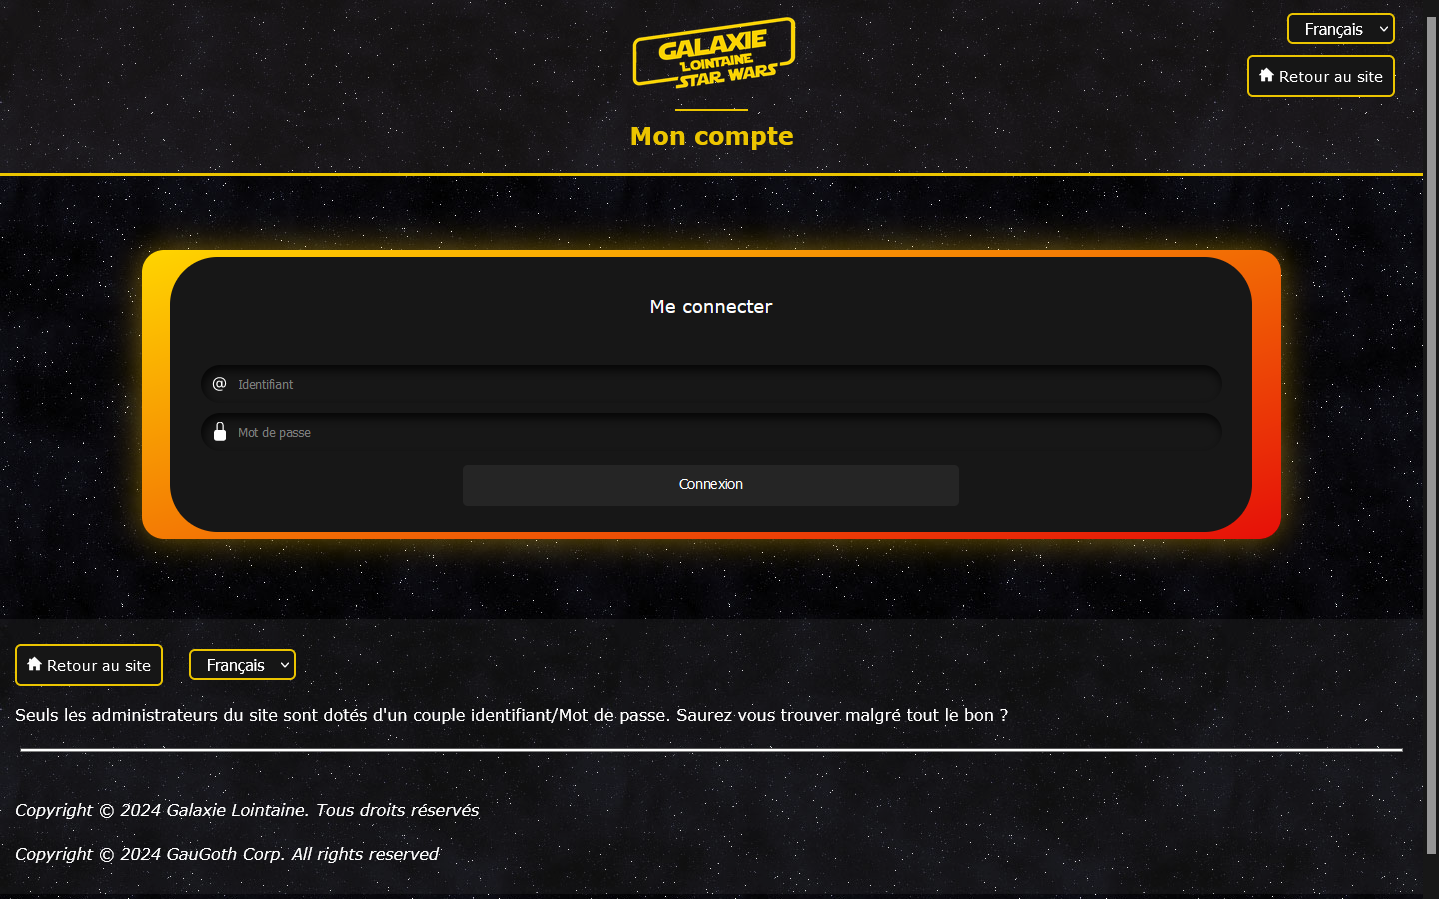 GALAXIE
LOINTAINE
STAR WARS
Français
Retour au site
Mon compte
Me connecter
@ Identifiant
Mot de passe
Connexion
Retour au site
Français
Seuls les administrateurs du site sont dotés d'un couple identifiant/Mot de passe. Saurez vous trouver malgré tout le bon ?
Copyright © 2024 Galaxie Lointaine. Tous droits réservés
Copyright © 2024 GauGoth Corp. All rights reserved